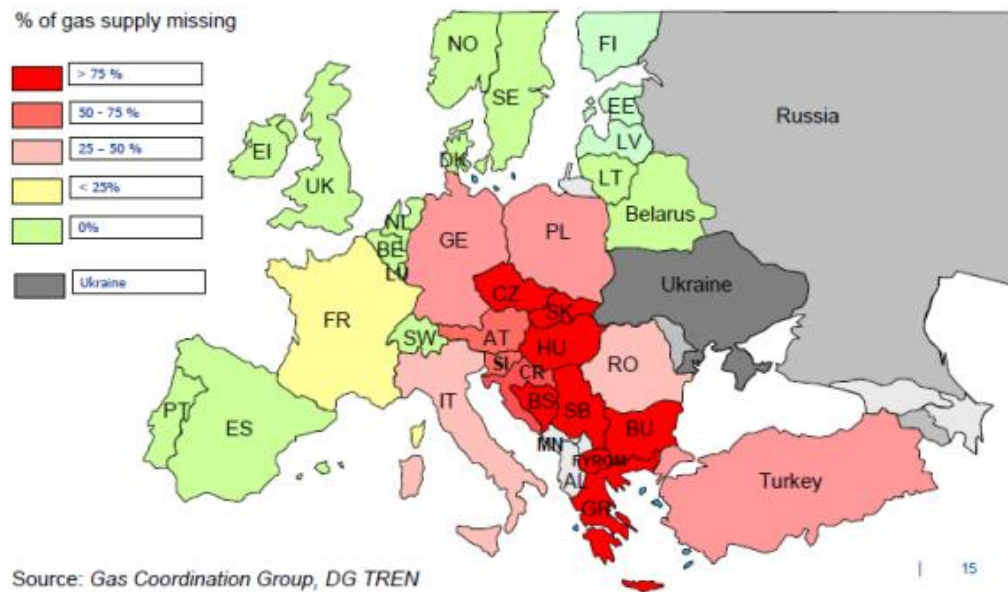 % of gas supply missing
> 75 %
50 - 75 %
25 – 50 %
< 25%
0%
Ukraine
NO
SE
FI
EE
LV
LT
Russia
Belarus
EI
UK
DK
NL
BE
LU
GE
PL
Ukraine
CZ
SK
FR
SW
AT
HU
SI
CR
RO
IT
BS
SB
BU
MN
FYROM
AL
GR
Turkey
PT
ES
Source: Gas Coordination Group, DG TREN
| 15